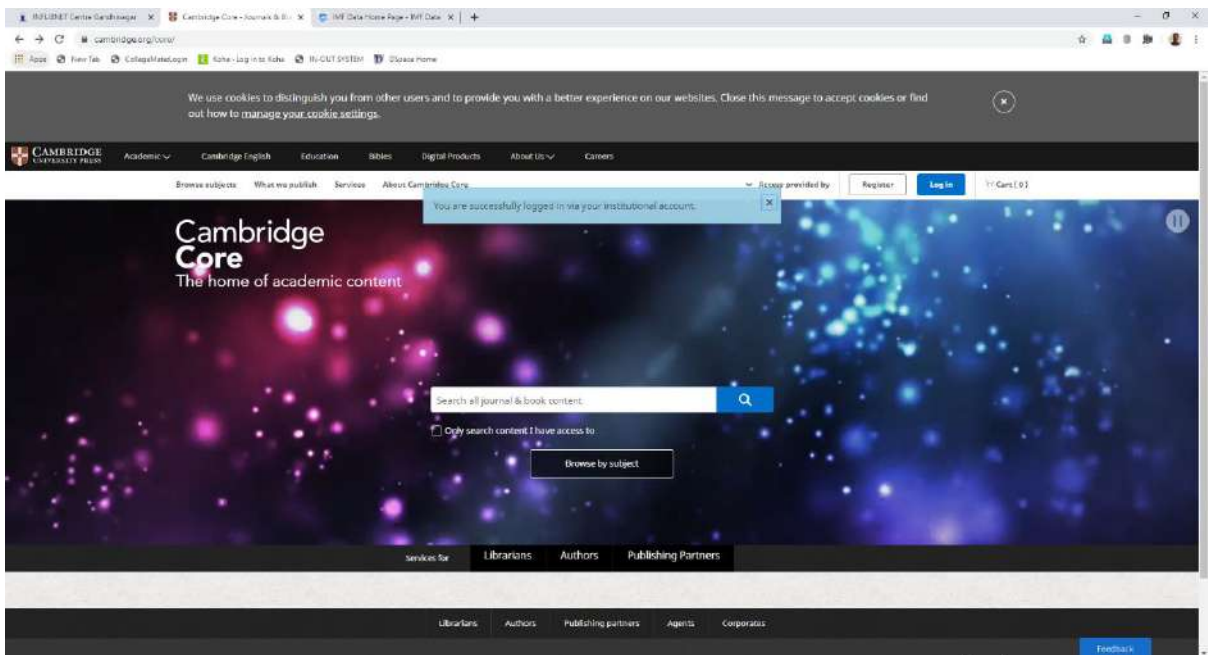 INFLIBNET Centre Gandhinagar
Cambridge Core - Journals & B
IMF Data Home Page - IMF Data
cambridge.org/core/
Apps New Tab CollegeMateLogin Koha - Log in to Koha IN-OUT SYSTEM DSpace Home
We use cookies to distinguish you from other users and to provide you with a better experience on our websites. Close this message to accept cookies or find
out how to manage your cookie settings.
CAMBRIDGE
UNIVERSITY PRESS
Academic Cambridge English Education Bibles Digital Products About Us Careers
Browse subjects What we publish Services About Cambridge Core Access provided by Register Log in Cart ( 0 )
You are successfully logged in via your institutional account.
Cambridge
Core
The home of academic content
Search all journal & book content
Only search content I have access to
Browse by subject
Services for Librarians Authors Publishing Partners
Librarians Authors Publishing partners Agents Corporates
Feedback